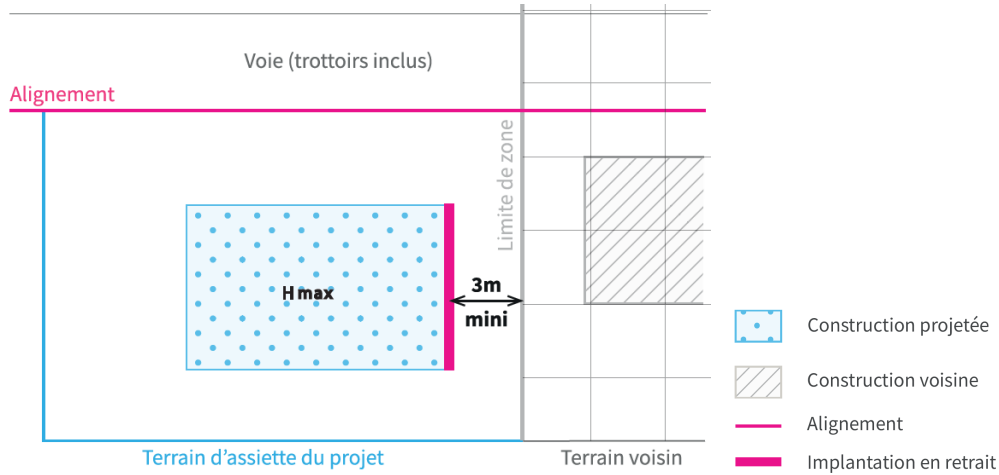 Voie (trottoirs inclus)
Alignement
Limite de zone
H max
3m
mini
Construction projetée
Construction voisine
Alignement
Implantation en retrait
Terrain d’assiette du projet
Terrain voisin